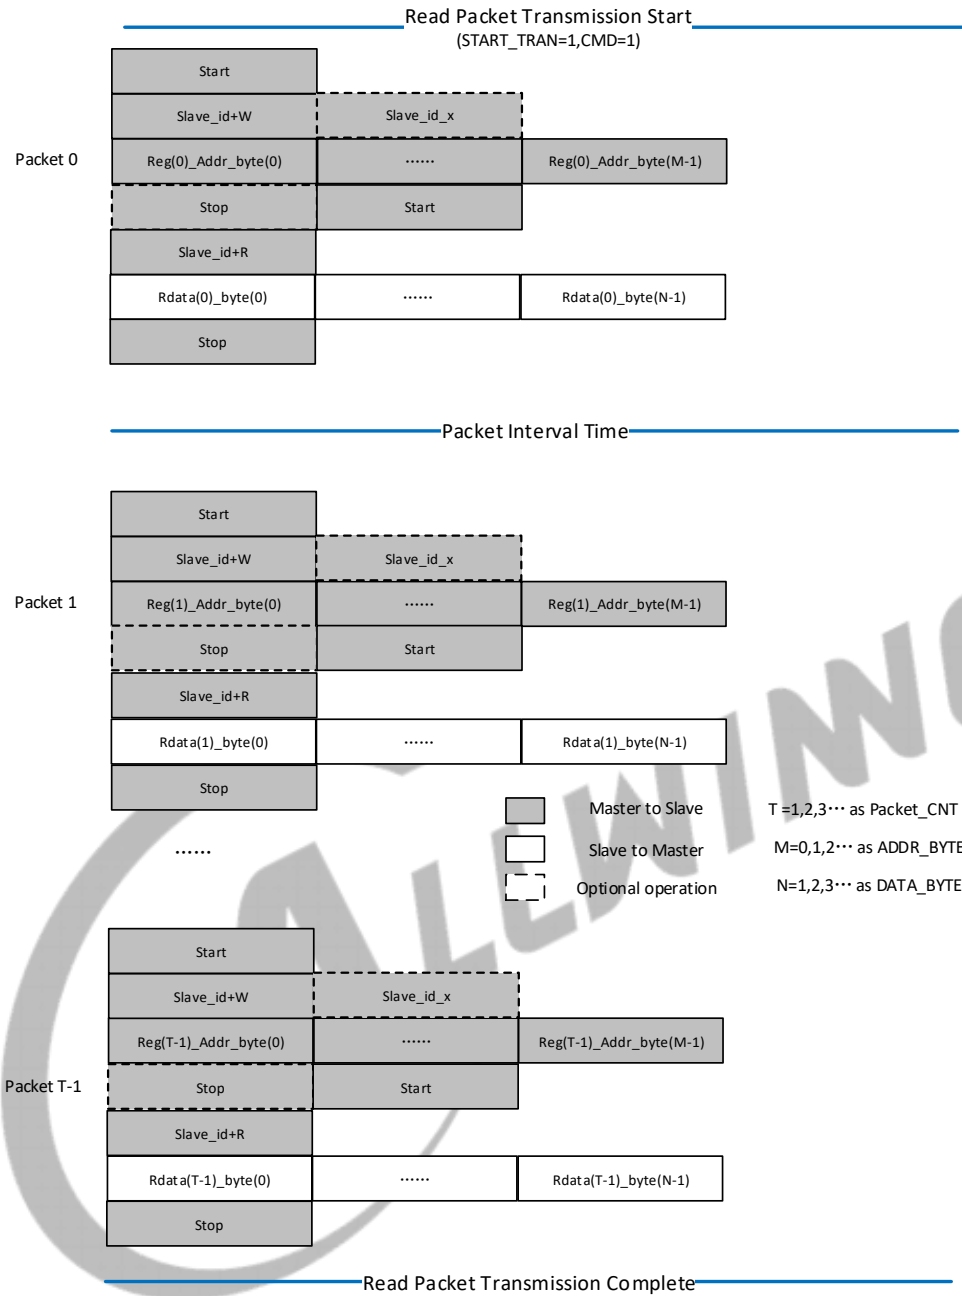 Read Packet Transmission Start
(START_TRAN=1,CMD=1)
Start
Slave_id+W Slave_id_x
Packet 0 Reg(0)_Addr_byte(0) …… Reg(0)_Addr_byte(M-1)
Stop Start
Slave_id+R
Rdata(0)_byte(0) …… Rdata(0)_byte(N-1)
Stop
Packet Interval Time
Start
Slave_id+W Slave_id_x
Packet 1 Reg(1)_Addr_byte(0) …… Reg(1)_Addr_byte(M-1)
Stop Start
Slave_id+R
Rdata(1)_byte(0) …… Rdata(1)_byte(N-1)
Stop
Master to Slave T =1,2,3··· as Packet_CNT
…… Slave to Master M=0,1,2··· as ADDR_BYTE
Optional operation N=1,2,3··· as DATA_BYTE
ALLWINN
Start
Slave_id+W Slave_id_x
Reg(T-1)_Addr_byte(0) …… Reg(T-1)_Addr_byte(M-1)
Packet T-1 Stop Start
Slave_id+R
Rdata(T-1)_byte(0) …… Rdata(T-1)_byte(N-1)
Stop
Read Packet Transmission Complete